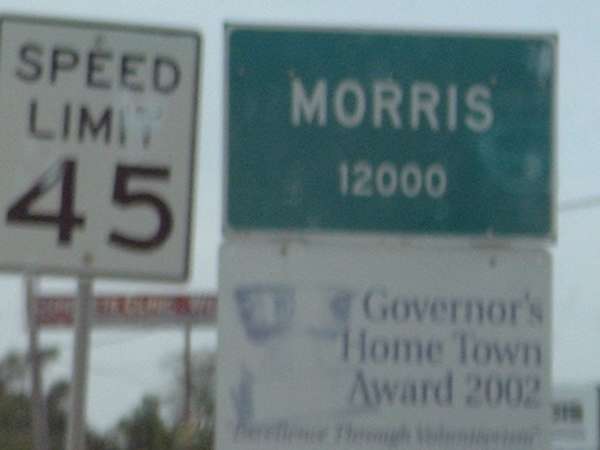 SPEED
LIMIT
45
MORRIS
12000
Governor's
Home Town
Award 2002
"Excellence Through Volunteerism"